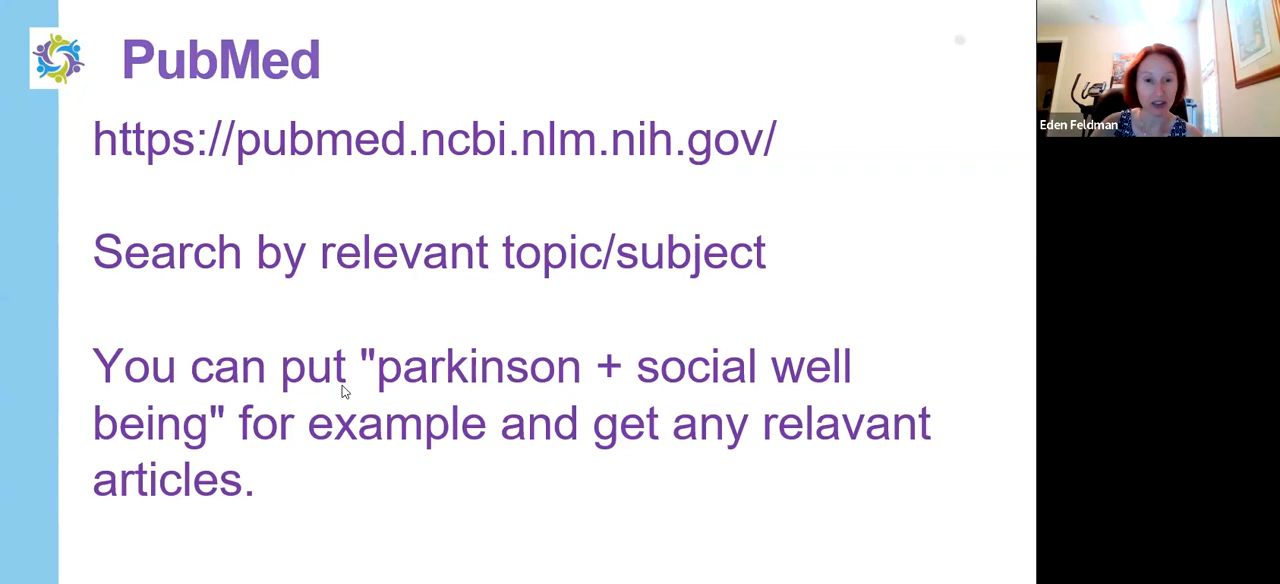 PubMed
https://pubmed.ncbi.nlm.nih.gov/
Search by relevant topic/subject
You can put "parkinson + social well
being" for example and get any relavant
articles.
Eden Feldman